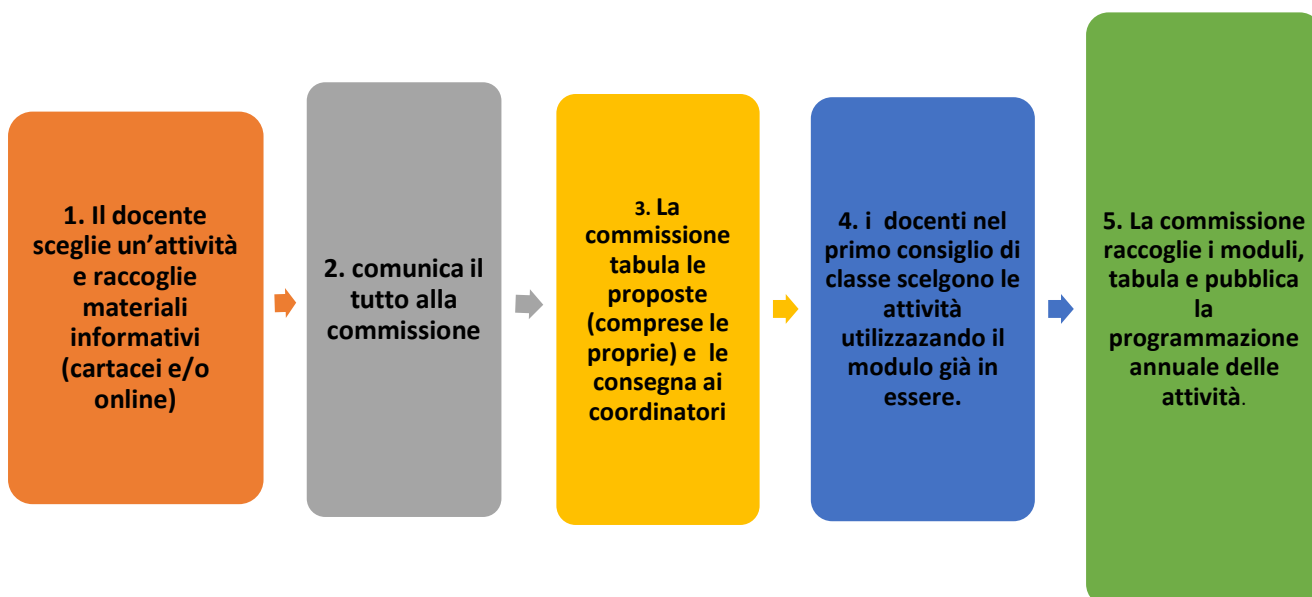 1. Il docente
sceglie un’attività
e raccoglie
materiali
informativi
(cartacei e/o
online)
2. comunica il
tutto alla
commissione
3. La
commissione
tabula le
proposte
(comprese le
proprie) e le
consegna ai
coordinatori
4. i docenti nel
primo consiglio di
classe scelgono le
attività
utilizzazando il
modulo già in
essere.
5. La commissione
raccoglie i moduli,
tabula e pubblica
la
programmazione
annuale delle
attività.